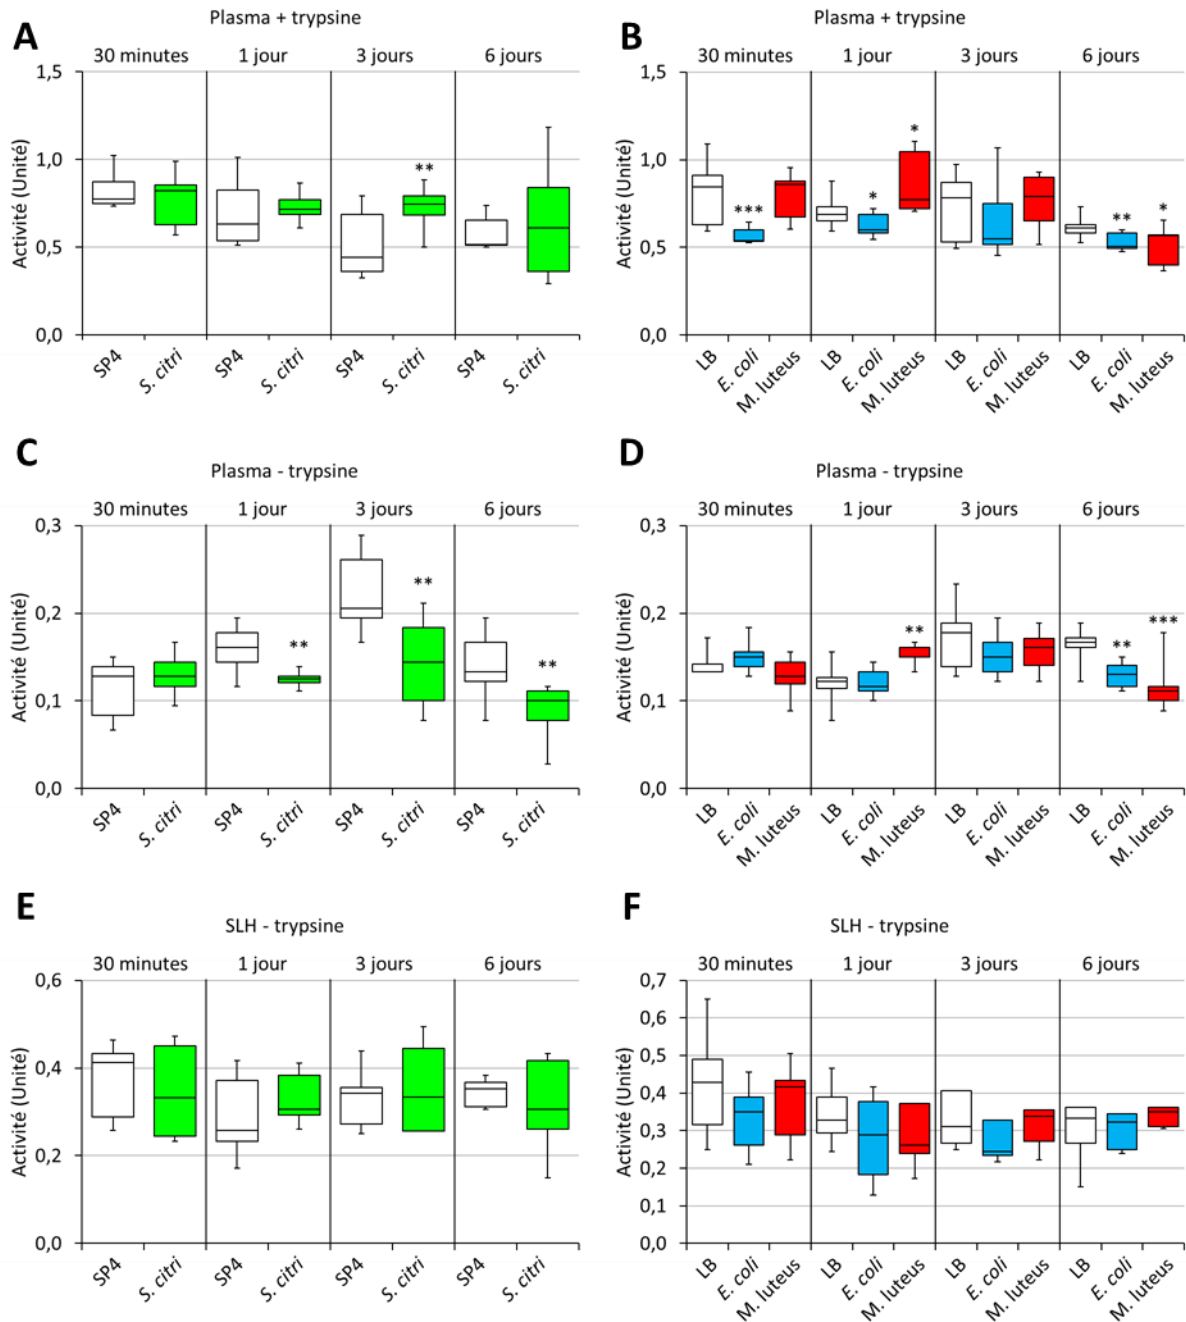 A
Plasma + trypsine
30 minutes 1 jour 3 jours 6 jours
Activité (Unité)
1,5
1,0
0,5
0,0
**
SP4 S. citri SP4 S. citri SP4 S. citri SP4 S. citri
B
Plasma + trypsine
30 minutes 1 jour 3 jours 6 jours
Activité (Unité)
1,5
1,0
0,5
0,0
*** * * ** *
LB E. coli M. luteus LB E. coli M. luteus LB E. coli M. luteus LB E. coli M. luteus
C
Plasma - trypsine
30 minutes 1 jour 3 jours 6 jours
Activité (Unité)
0,3
0,2
0,1
0,0
** ** **
SP4 S. citri SP4 S. citri SP4 S. citri SP4 S. citri
D
Plasma - trypsine
30 minutes 1 jour 3 jours 6 jours
Activité (Unité)
0,3
0,2
0,1
0,0
** ** ***
LB E. coli M. luteus LB E. coli M. luteus LB E. coli M. luteus LB E. coli M. luteus
E
SLH - trypsine
30 minutes 1 jour 3 jours 6 jours
Activité (Unité)
0,6
0,4
0,2
0,0
SP4 S. citri SP4 S. citri SP4 S. citri SP4 S. citri
F
SLH - trypsine
30 minutes 1 jour 3 jours 6 jours
Activité (Unité)
0,7
0,6
0,5
0,4
0,3
0,2
0,1
0,0
LB E. coli M. luteus LB E. coli M. luteus LB E. coli M. luteus LB E. coli M. luteus